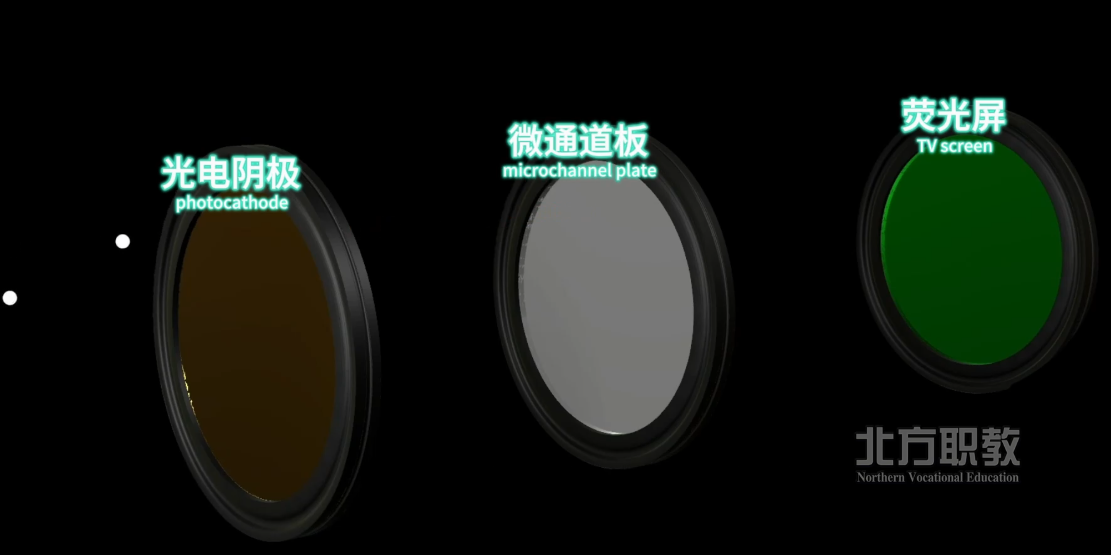 光电阴极
photocathode
微通道板
microchannel plate
荧光屏
TV screen
北方职教
Northern Vocational Education